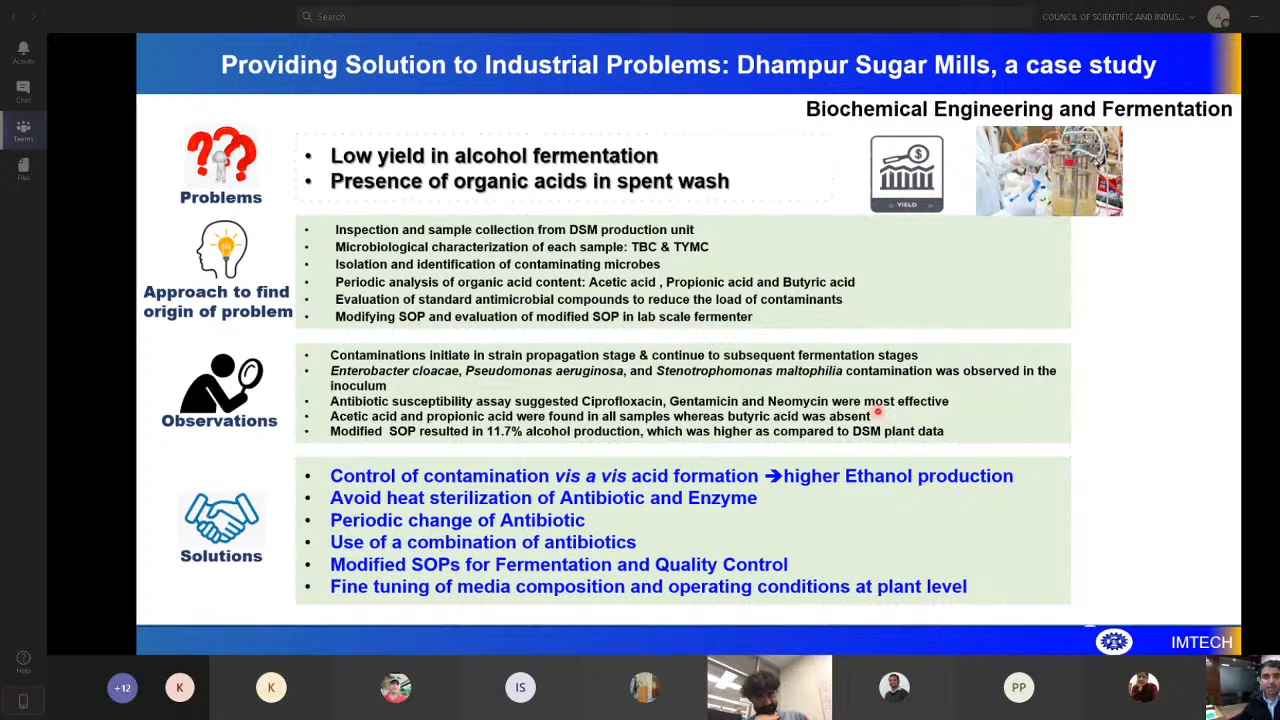 Search
COUNCIL OF SCIENTIFIC AND INDUS...
A
Activity
Chat
Teams
Files
Help
Providing Solution to Industrial Problems: Dhampur Sugar Mills, a case study
Biochemical Engineering and Fermentation
???
Problems
• Low yield in alcohol fermentation
• Presence of organic acids in spent wash
$
YIELD
Approach to find
origin of problem
• Inspection and sample collection from DSM production unit
• Microbiological characterization of each sample: TBC & TYMC
• Isolation and identification of contaminating microbes
• Periodic analysis of organic acid content: Acetic acid , Propionic acid and Butyric acid
• Evaluation of standard antimicrobial compounds to reduce the load of contaminants
• Modifying SOP and evaluation of modified SOP in lab scale fermenter
Observations
• Contaminations initiate in strain propagation stage & continue to subsequent fermentation stages
• Enterobacter cloacae, Pseudomonas aeruginosa, and Stenotrophomonas maltophilia contamination was observed in the
inoculum
• Antibiotic susceptibility assay suggested Ciprofloxacin, Gentamicin and Neomycin were most effective
• Acetic acid and propionic acid were found in all samples whereas butyric acid was absent
• Modified SOP resulted in 11.7% alcohol production, which was higher as compared to DSM plant data
Solutions
• Control of contamination vis a vis acid formation ➔higher Ethanol production
• Avoid heat sterilization of Antibiotic and Enzyme
• Periodic change of Antibiotic
• Use of a combination of antibiotics
• Modified SOPs for Fermentation and Quality Control
• Fine tuning of media composition and operating conditions at plant level
IMTECH
+12
K
K
IS
PP